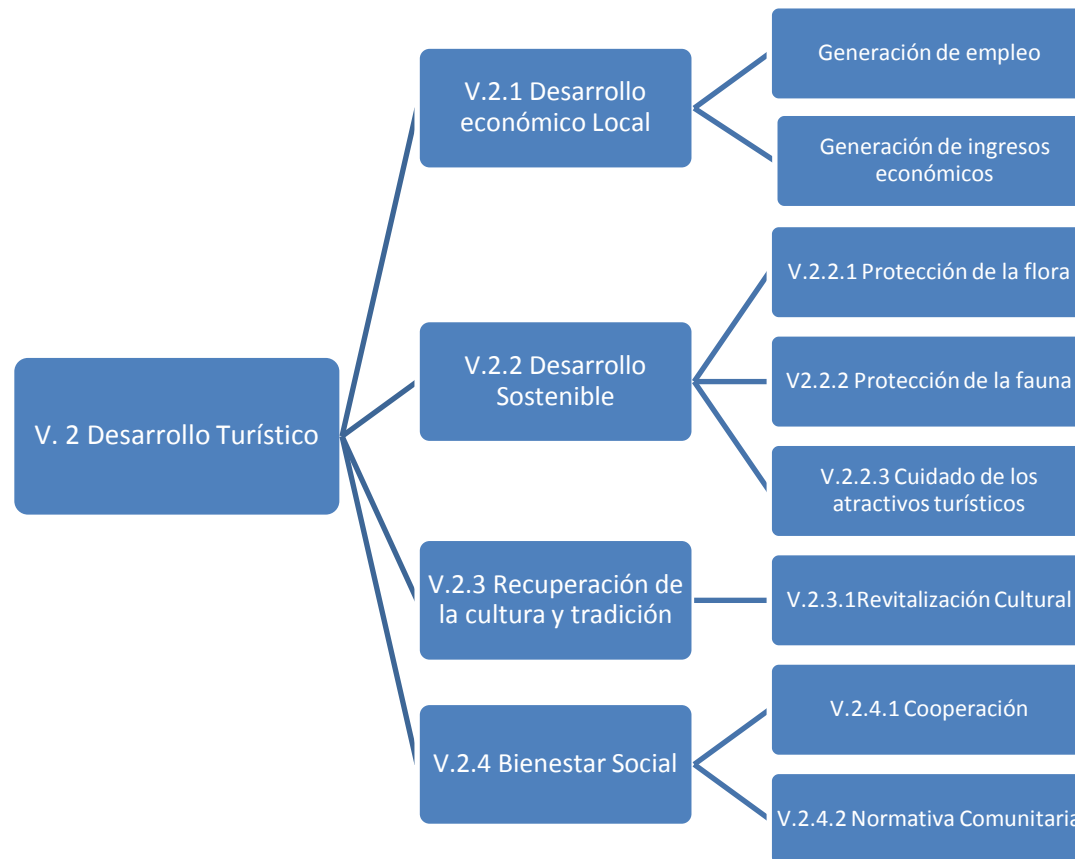 V. 2 Desarrollo Turístico
V.2.1 Desarrollo
económico Local
Generación de empleo
Generación de ingresos
económicos
V.2.2 Desarrollo
Sostenible
V.2.2.1 Protección de la flora
V2.2.2 Protección de la fauna
V.2.2.3 Cuidado de los
atractivos turísticos
V.2.3 Recuperación de
la cultura y tradición
V.2.3.1Revitalización Cultural
V.2.4 Bienestar Social
V.2.4.1 Cooperación
V.2.4.2 Normativa Comunitaria